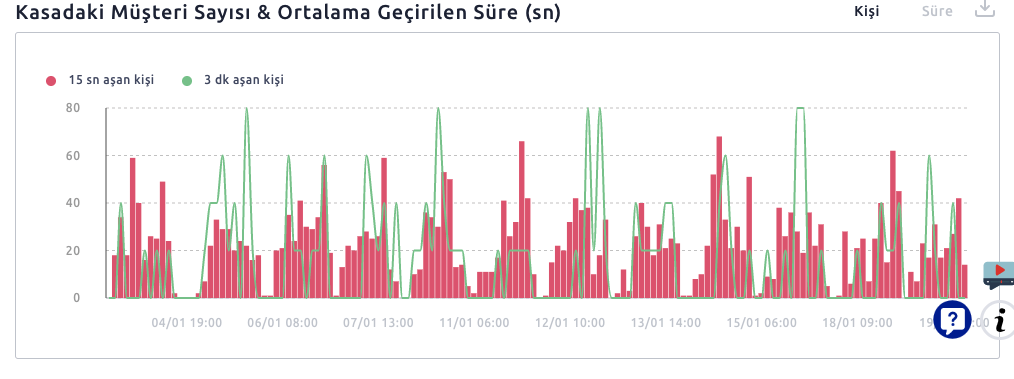 Kasadaki Müşteri Sayısı & Ortalama Geçirilen Süre (sn)
Kişi
Süre
15 sn aşan kişi
3 dk aşan kişi
80
60
40
20
0
04/01 19:00
06/01 08:00
07/01 13:00
11/01 06:00
12/01 10:00
13/01 14:00
15/01 06:00
18/01 09:00
?
i